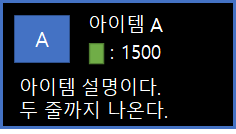 아이템 A
A
: 1500
아이템 설명이다.
두 줄까지 나온다.